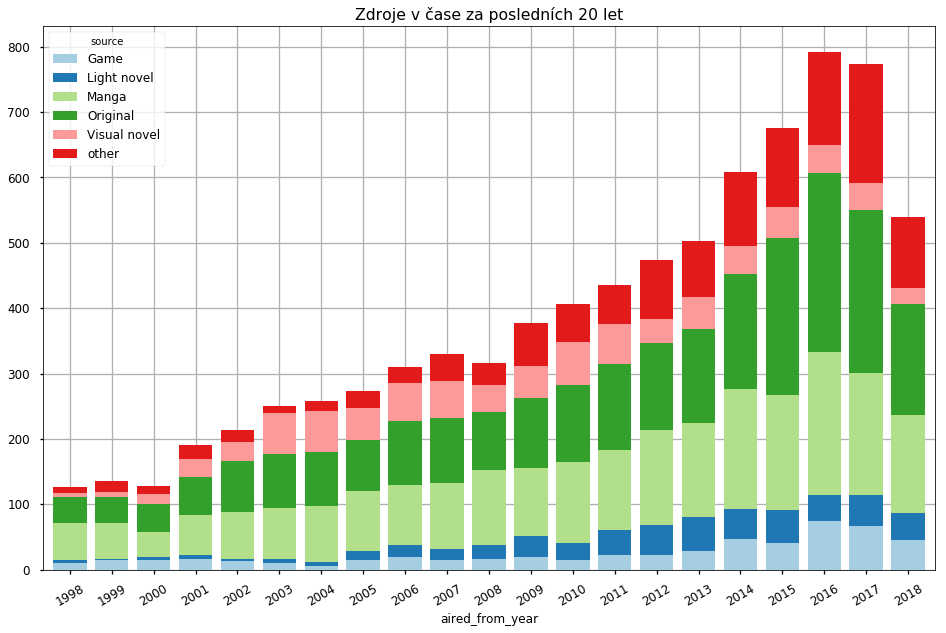 Zdroje v čase za posledních 20 let
source
Game
Light novel
Manga
Original
Visual novel
other
800
700
600
500
400
300
200
100
0
1998 1999 2000 2001 2002 2003 2004 2005 2006 2007 2008 2009 2010 2011 2012 2013 2014 2015 2016 2017 2018
aired_from_year